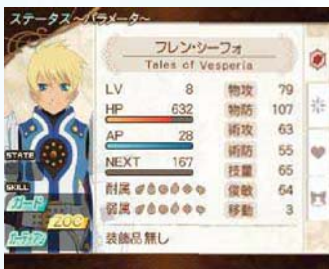 ステータス～パラメータ～
フレン・シーフォ
Tales of Vesperia
LV 8 物攻 79
HP 632 物防 107
AP 28 術攻 63
術防 55
NEXT 167 技量 65
耐属 俊敏 64
弱属 移動 3
装飾品 無し
STATE
SKILL
ガード
ZOC